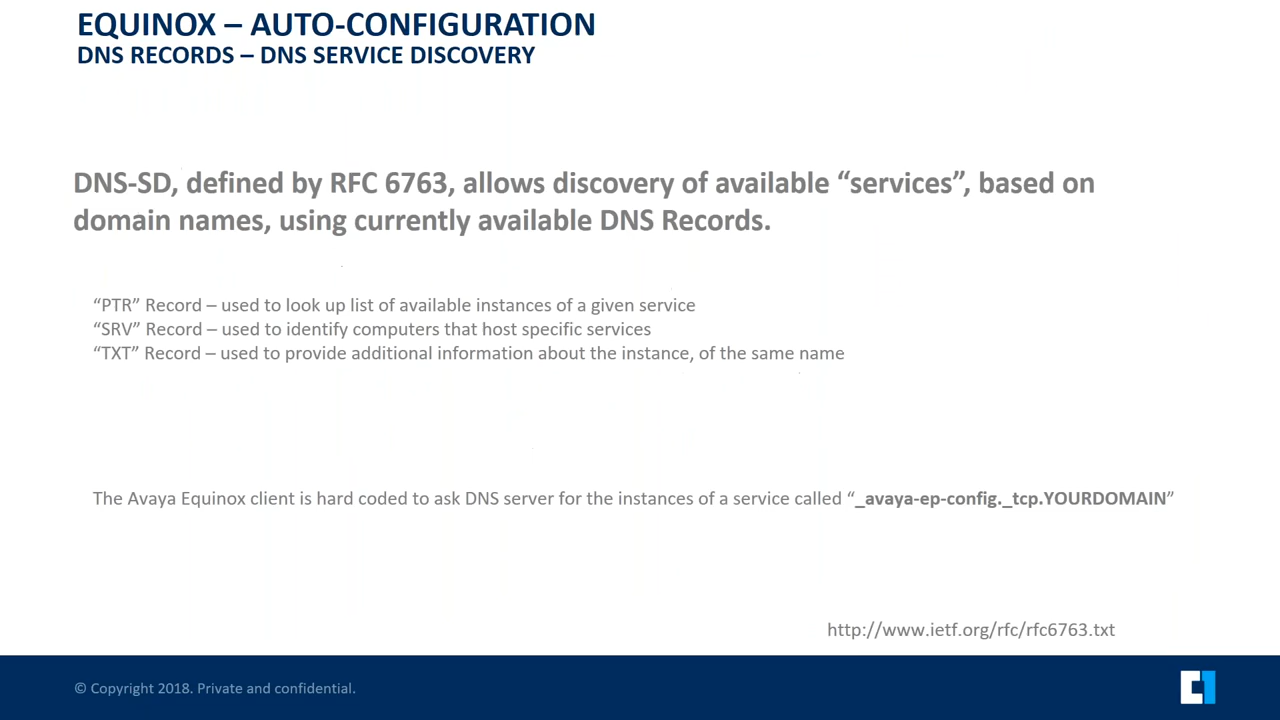 EQUINOX – AUTO-CONFIGURATION
DNS RECORDS – DNS SERVICE DISCOVERY
DNS-SD, defined by RFC 6763, allows discovery of available “services”, based on
domain names, using currently available DNS Records.
“PTR” Record – used to look up list of available instances of a given service
“SRV” Record – used to identify computers that host specific services
“TXT” Record – used to provide additional information about the instance, of the same name
The Avaya Equinox client is hard coded to ask DNS server for the instances of a service called “_avaya-ep-config._tcp.YOURDOMAIN”
http://www.ietf.org/rfc/rfc6763.txt
© Copyright 2018. Private and confidential.